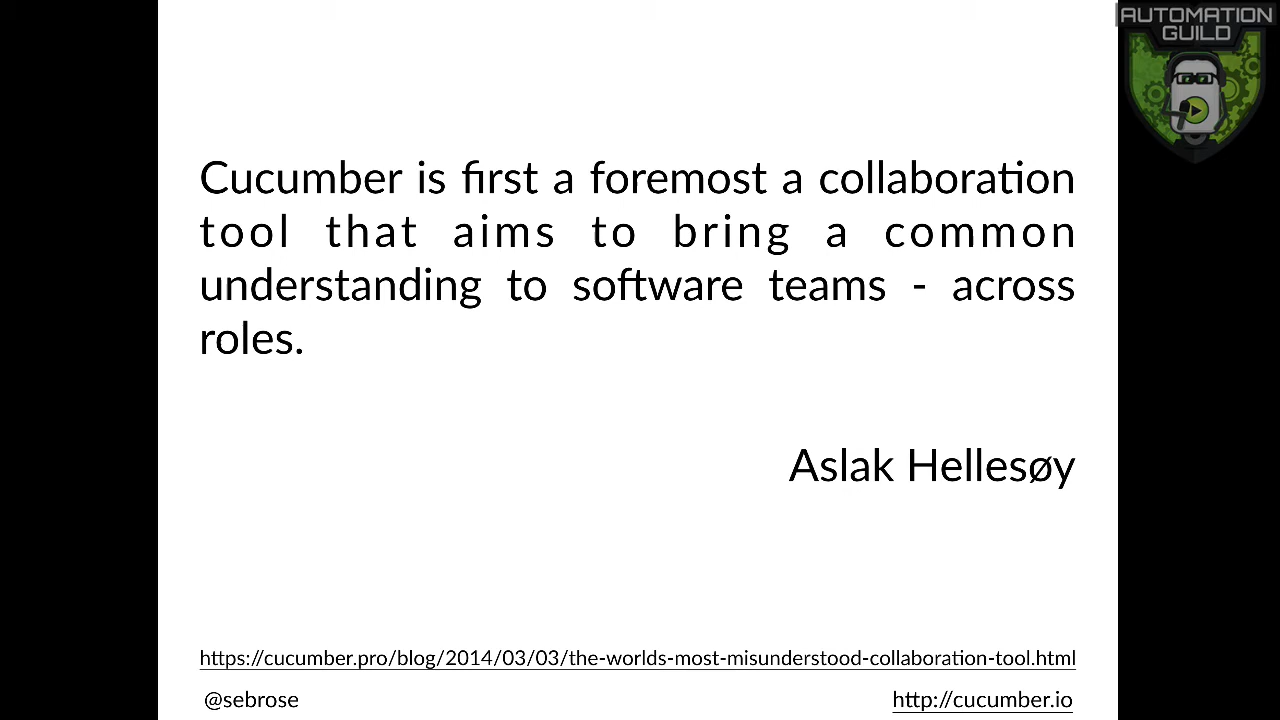 AUTOMATION
GUILD
Cucumber is first a foremost a collaboration
tool that aims to bring a common
understanding to software teams - across
roles.
Aslak Hellesøy
https://cucumber.pro/blog/2014/03/03/the-worlds-most-misunderstood-collaboration-tool.html
@sebrose
http://cucumber.io